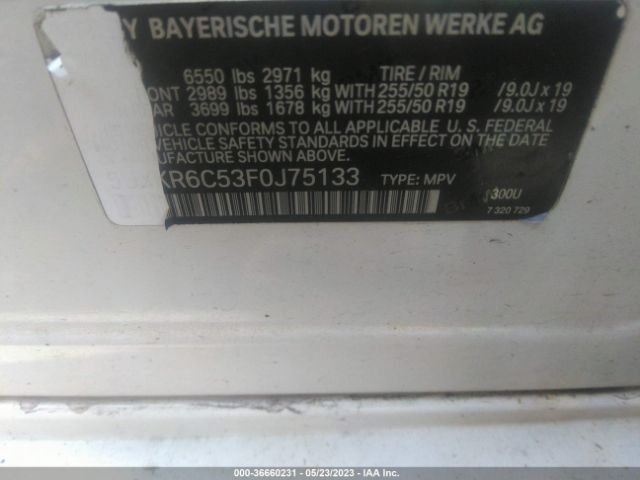 Y BAYERISCHE MOTOREN WERKE AG
6550 lbs 2971 kg TIRE / RIM
ONT 2989 lbs 1356 kg WITH 255/50 R19 / 9.0J x 19
AR 3699 lbs 1678 kg WITH 255/50 R19 / 9.0J x 19
ICLE CONFORMS TO ALL APPLICABLE U. S. FEDERAL
VEHICLE SAFETY STANDARDS IN EFFECT ON THE DATE
UFACTURE SHOWN ABOVE.
KR6C53F0J75133 TYPE: MPV
300U
7 320 729
000-36660231 - 05/23/2023 - IAA Inc.